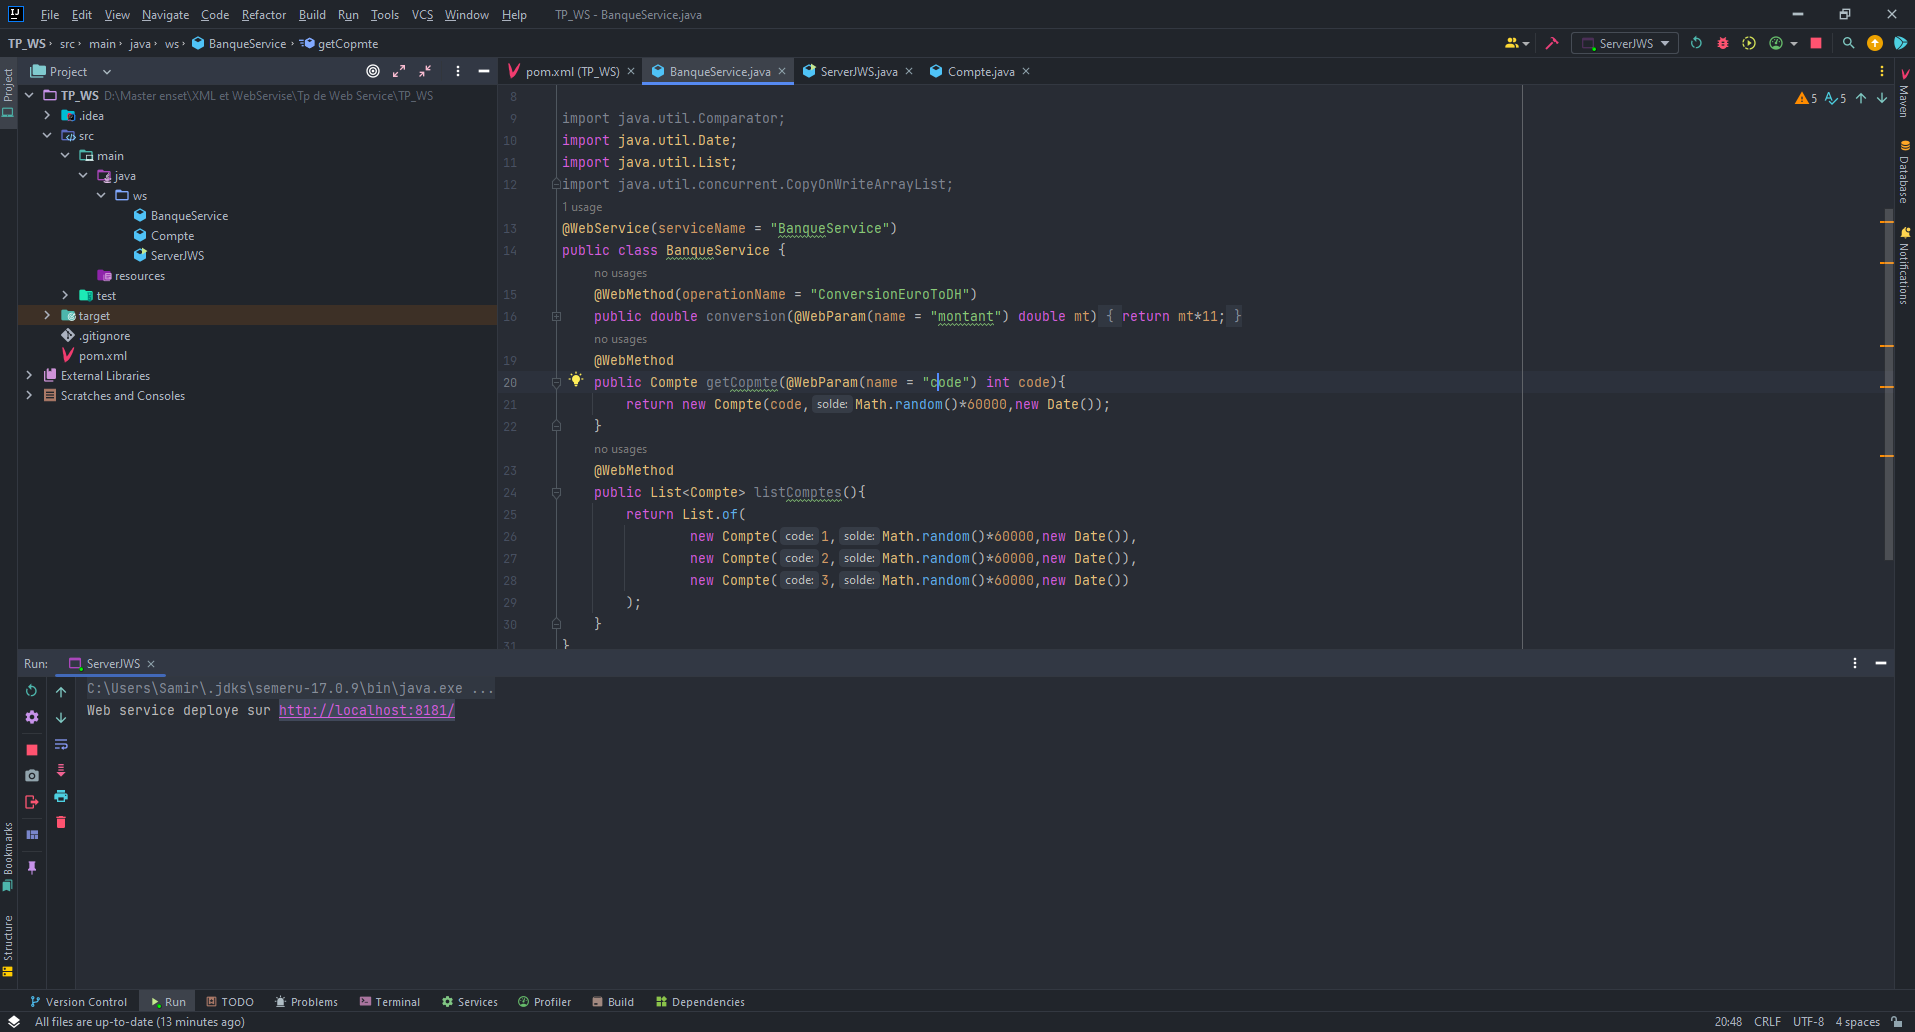 File Edit View Navigate Code Refactor Build Run Tools VCS Window Help TP_WS - BanqueService.java
TP_WS › src › main › java › ws › BanqueService › getCopmte
ServerJWS
Project
pom.xml (TP_WS) BanqueService.java ServerJWS.java Compte.java
TP_WS D:\Master enset\XML et WebServise\Tp de Web Service\TP_WS
.idea
src
main
java
ws
BanqueService
Compte
ServerJWS
resources
test
target
.gitignore
pom.xml
External Libraries
Scratches and Consoles
5 5
8
9 import java.util.Comparator;
10 import java.util.Date;
11 import java.util.List;
12 import java.util.concurrent.CopyOnWriteArrayList;
1 usage
13 @WebService(serviceName = "BanqueService")
14 public class BanqueService {
no usages
15 @WebMethod(operationName = "ConversionEuroToDH")
16 public double conversion(@WebParam(name = "montant") double mt) { return mt*11; }
no usages
19 @WebMethod
20 public Compte getCopmte(@WebParam(name = "code") int code){
21 return new Compte(code, solde: Math.random()*60000,new Date());
22 }
no usages
23 @WebMethod
24 public List<Compte> listComptes(){
25 return List.of(
26 new Compte( code: 1, solde: Math.random()*60000,new Date()),
27 new Compte( code: 2, solde: Math.random()*60000,new Date()),
28 new Compte( code: 3, solde: Math.random()*60000,new Date())
29 );
30 }
31 }
Project
Bookmarks
Structure
Maven
Database
Notifications
Run: ServerJWS
C:\Users\Samir\.jdks\semeru-17.0.9\bin\java.exe ...
Web service deploye sur http://localhost:8181/
Version Control Run TODO Problems Terminal Services Profiler Build Dependencies
All files are up-to-date (13 minutes ago) 20:48 CRLF UTF-8 4 spaces